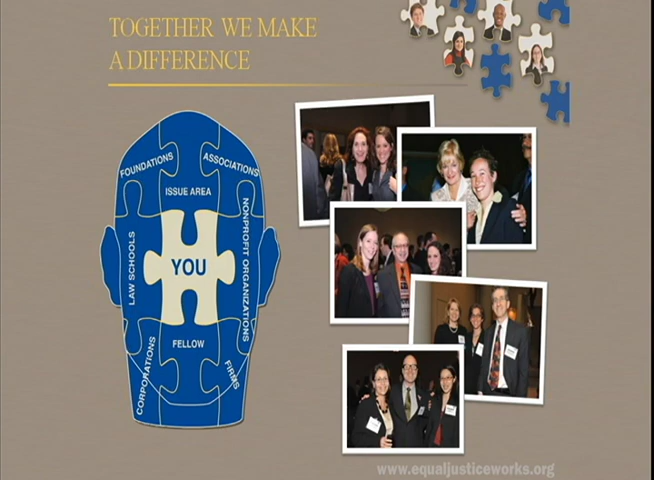 TOGETHER WE MAKE
A DIFFERENCE
FOUNDATIONS
ASSOCIATIONS
ISSUE AREA
LAW SCHOOLS
YOU
NONPROFIT ORGANIZATIONS
FELLOW
CORPORATIONS
FIRMS
www.equaljusticeworks.org